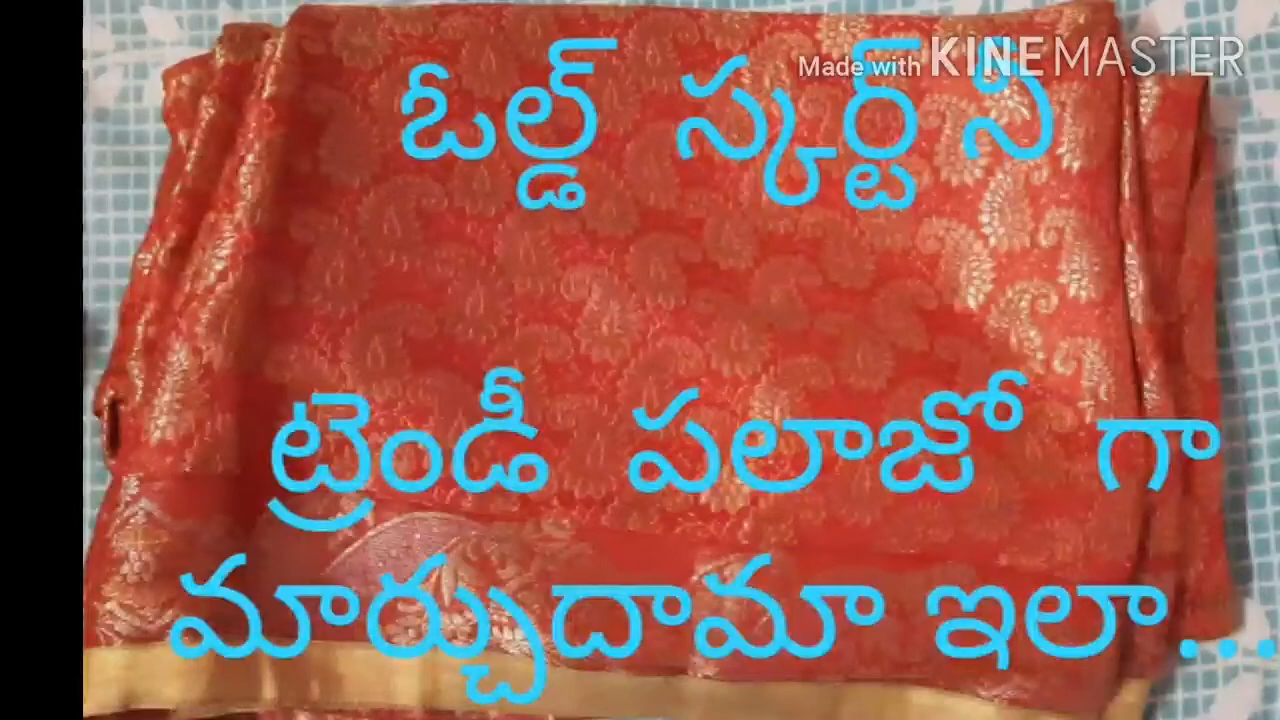 Made with KINEMASTER
ఓల్డ్ స్కర్ట్ ని
ట్రెండీ పలాజో గా
మార్చుదామా ఇలా...